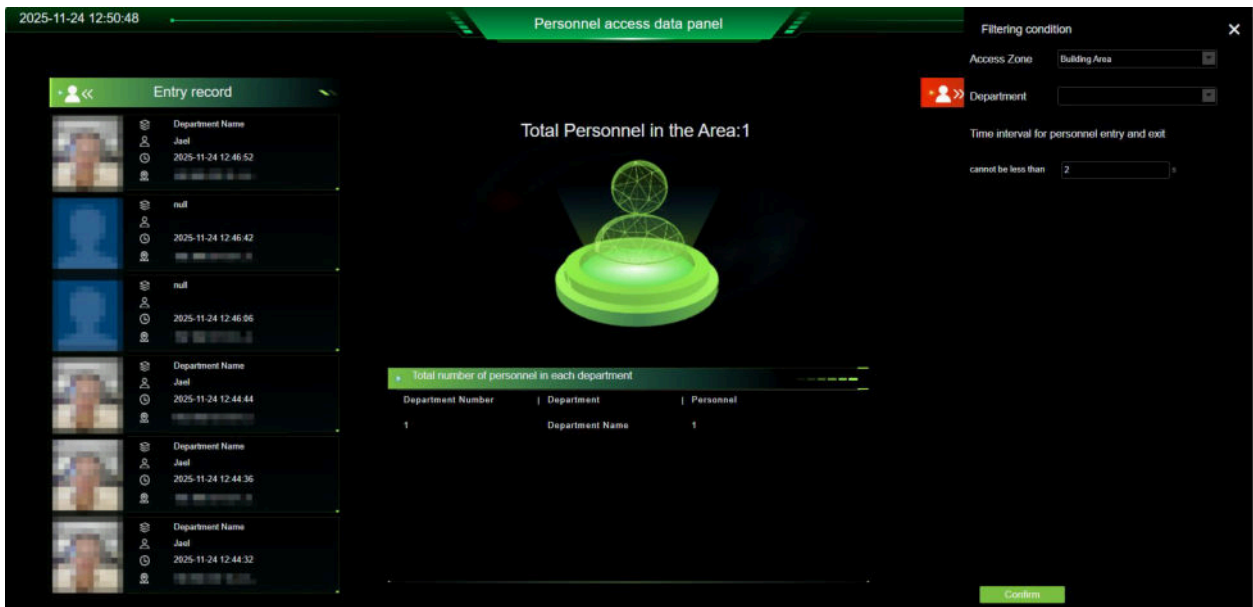 2025-11-24 12:50:48
Personnel access data panel
Entry record
Department Name
Jael
2025-11-24 12:46:52
null
2025-11-24 12:46:42
null
2025-11-24 12:46:06
Department Name
Jael
2025-11-24 12:44:44
Department Name
Jael
2025-11-24 12:44:36
Department Name
Jael
2025-11-24 12:44:32
Total Personnel in the Area:1
Total number of personnel in each department
Department Number | Department | Personnel
1 Department Name 1
Filtering condition
Access Zone Building Area
Department
Time interval for personnel entry and exit
cannot be less than 2 s
Confirm